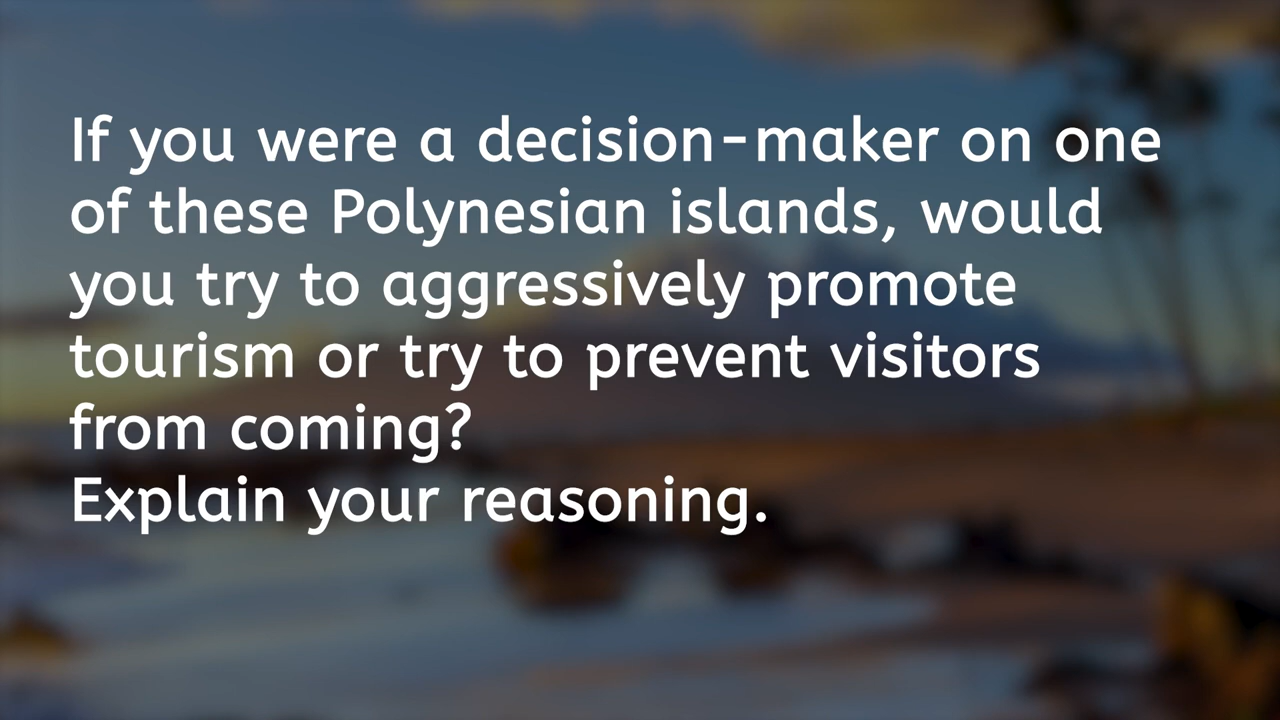 If you were a decision-maker on one
of these Polynesian islands, would
you try to aggressively promote
tourism or try to prevent visitors
from coming?
Explain your reasoning.